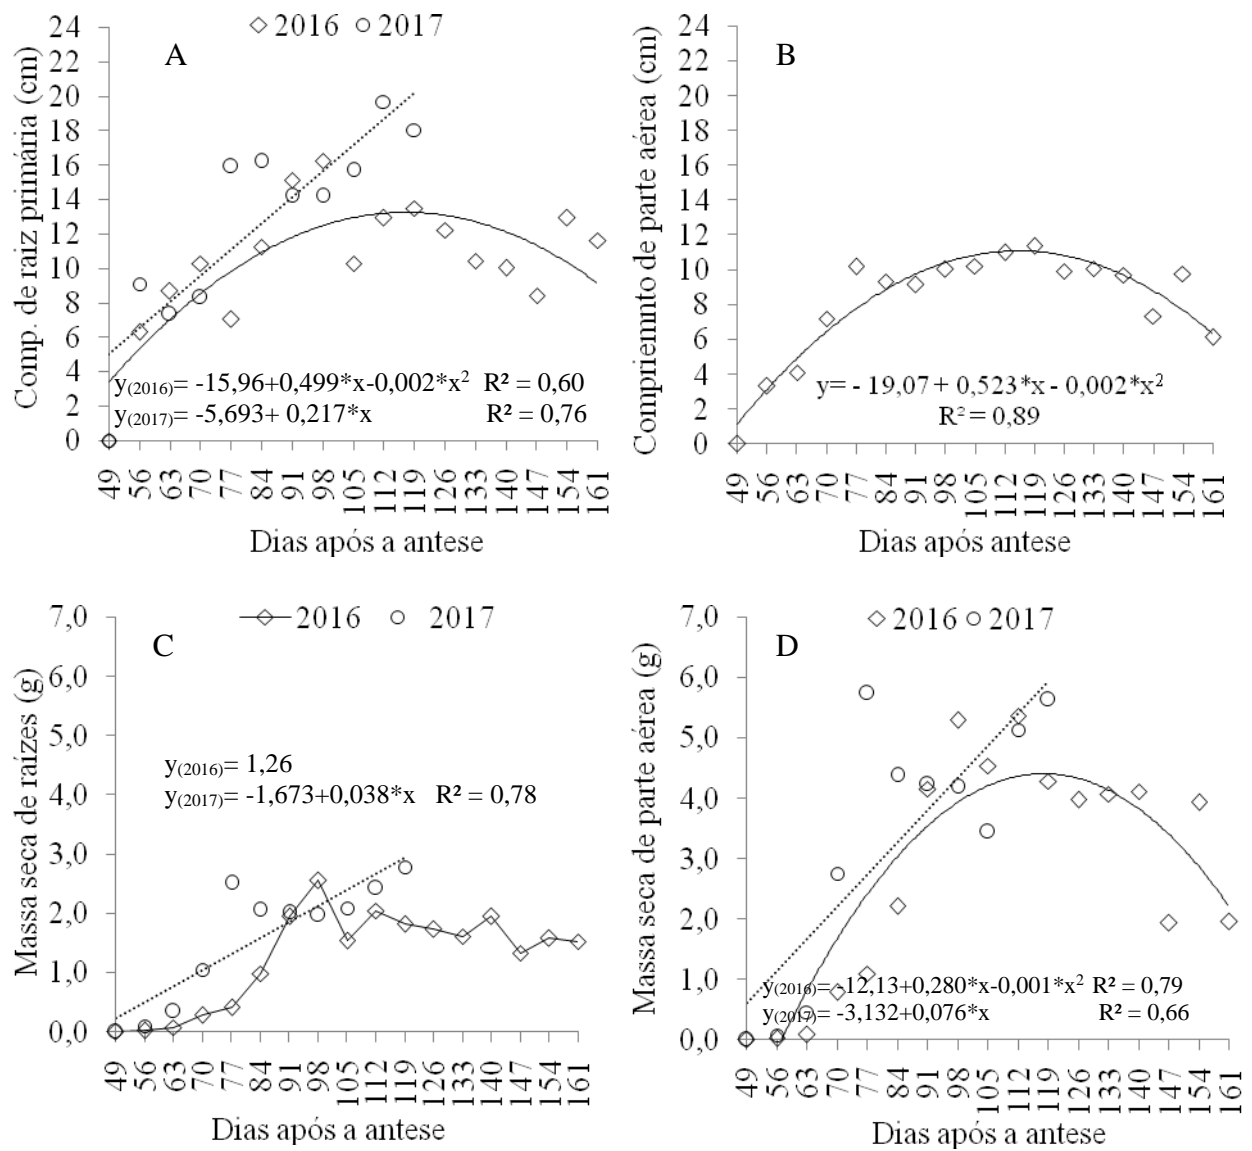 2016 2017
A
Comp. de raiz primária (cm)
24
22
20
18
16
14
12
10
8
6
4
2
0
y(2016)= -15,96+0,499*x-0,002*x² R² = 0,60
y(2017)=-5,693+ 0,217*x R² = 0,76
49 56 63 70 77 84 91 98 105 112 119 126 133 140 147 154 161
Dias após a antese
B
Compriemnto de parte aérea (cm)
24
22
20
18
16
14
12
10
8
6
4
2
0
y= - 19,07 + 0,523*x - 0,002*x²
R² = 0,89
49 56 63 70 77 84 91 98 105 112 119 126 133 140 147 154 161
Dias após antese
2016 2017
C
Massa seca de raízes (g)
7,0
6,0
5,0
4,0
3,0
2,0
1,0
0,0
y(2016)= 1,26
y(2017)= -1,673+0,038*x R² = 0,78
49 56 63 70 77 84 91 98 105 112 119 126 133 140 147 154 161
Dias após a antese
2016 2017
D
Massa seca de parte aérea (g)
7,0
6,0
5,0
4,0
3,0
2,0
1,0
0,0
y(2016)= -12,13+0,280*x-0,001*x² R² = 0,79
y(2017)= -3,132+0,076*x R² = 0,66
49 56 63 70 77 84 91 98 105 112 119 126 133 140 147 154 161
Dias após a antese